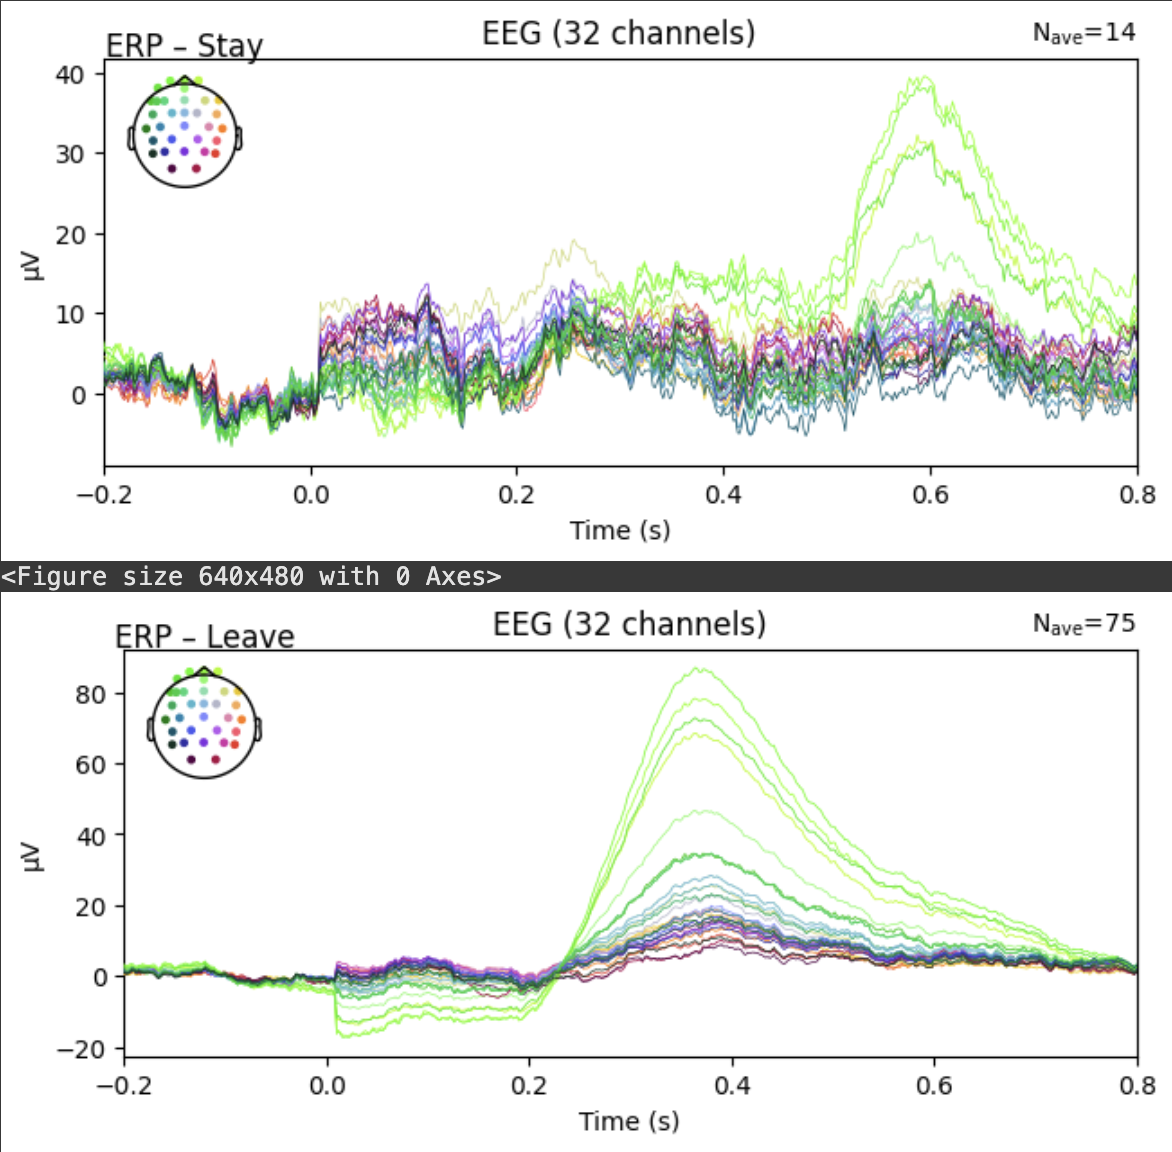 ERP – Stay
EEG (32 channels)
Nave=14
40
30
20
10
0
µV
−0.2
0.0
0.2
0.4
0.6
0.8
Time (s)
<Figure size 640x480 with 0 Axes>
ERP – Leave
EEG (32 channels)
Nave=75
80
60
40
20
0
−20
µV
−0.2
0.0
0.2
0.4
0.6
0.8
Time (s)